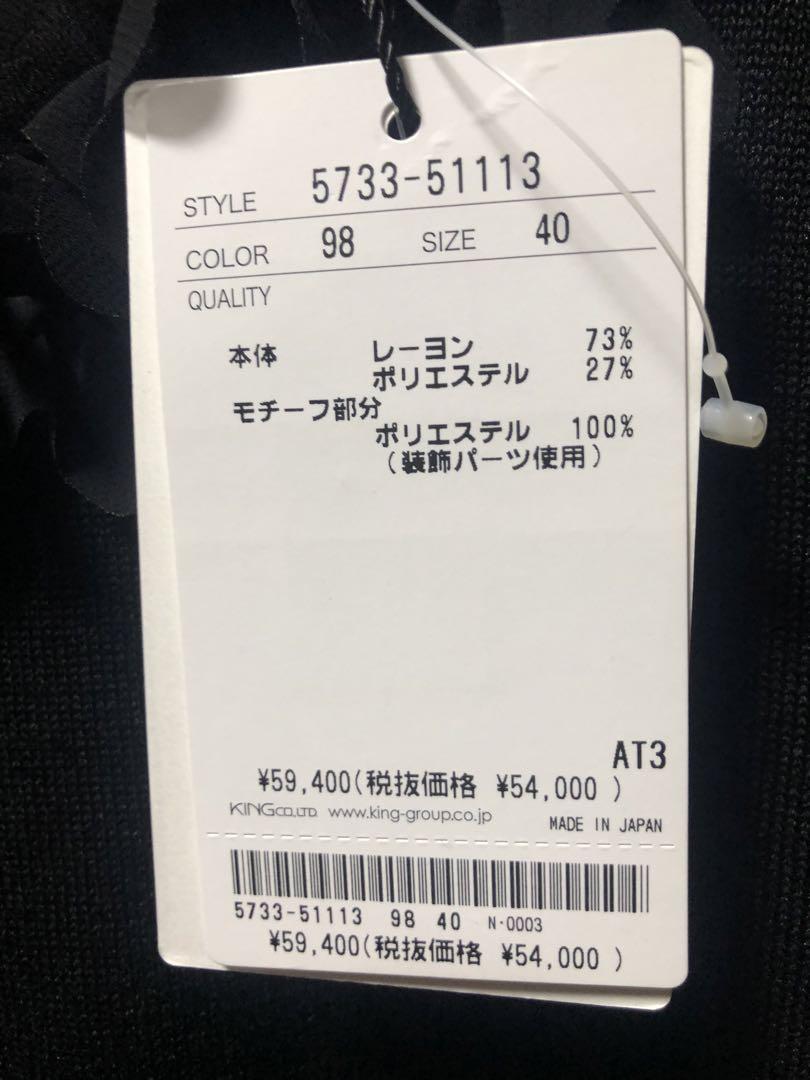 STYLE 5733-51113
COLOR 98 SIZE 40
QUALITY
本体 レーヨン 73%
ポリエステル 27%
モチーフ部分
ポリエステル 100%
(装飾パーツ使用)
AT3
¥59,400(税抜価格 ¥54,000 )
KING CO.,LTD. www.king-group.co.jp
MADE IN JAPAN
5733-51113 98 40 N-0003
¥59,400(税抜価格 ¥54,000 )